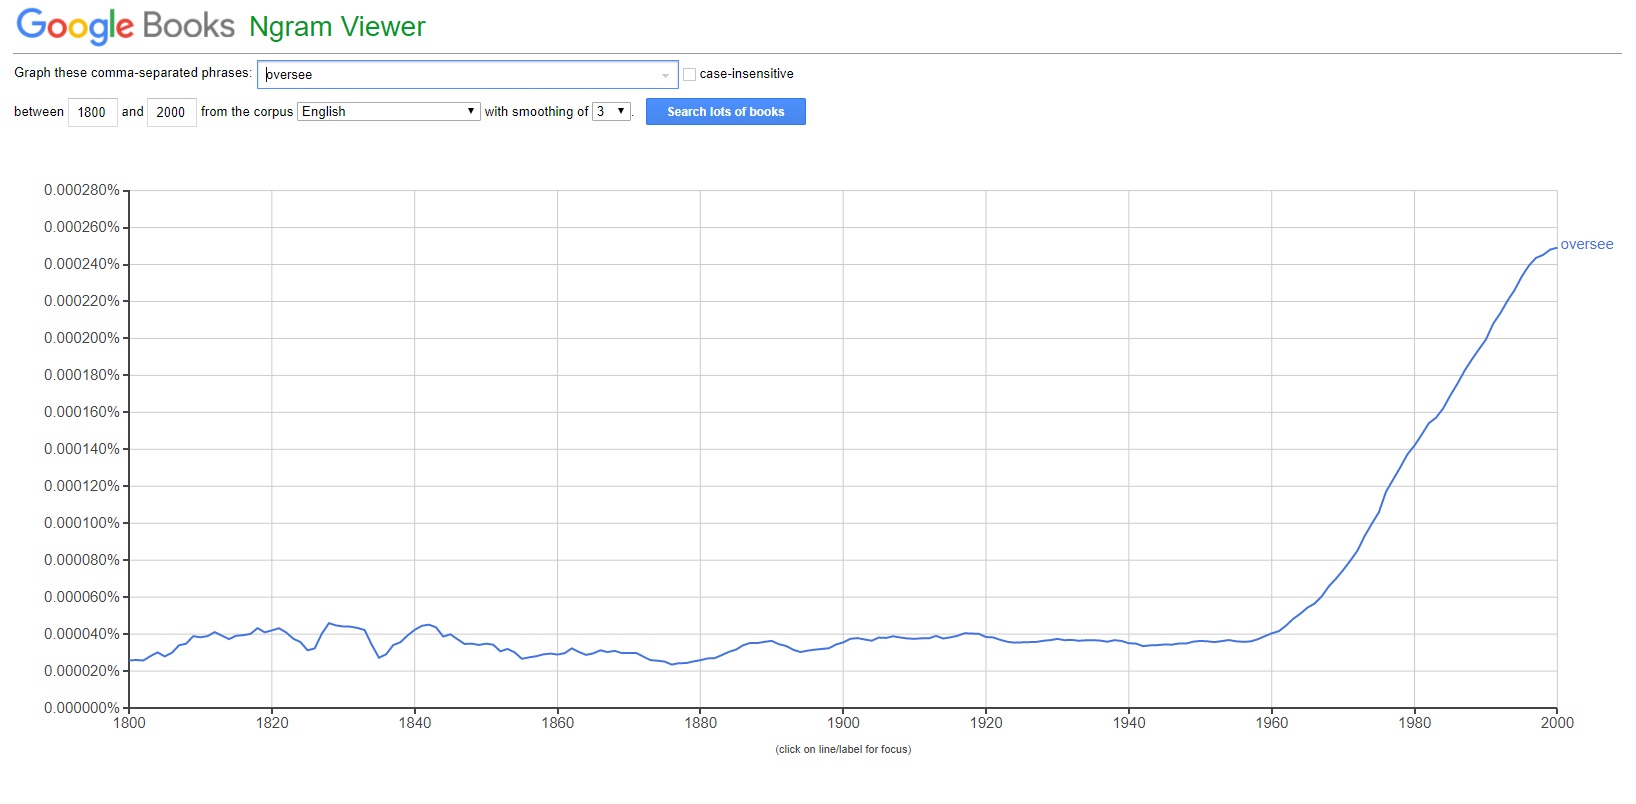 Google Books Ngram Viewer
Graph these comma-separated phrases: oversee case-insensitive
between 1800 and 2000 from the corpus English with smoothing of 3 . Search lots of books
0.000280%
0.000260%
oversee
0.000240%
0.000220%
0.000200%
0.000180%
0.000160%
0.000140%
0.000120%
0.000100%
0.000080%
0.000060%
0.000040%
0.000020%
0.000000%
1800 1820 1840 1860 1880 1900 1920 1940 1960 1980 2000
(click on line/label for focus)